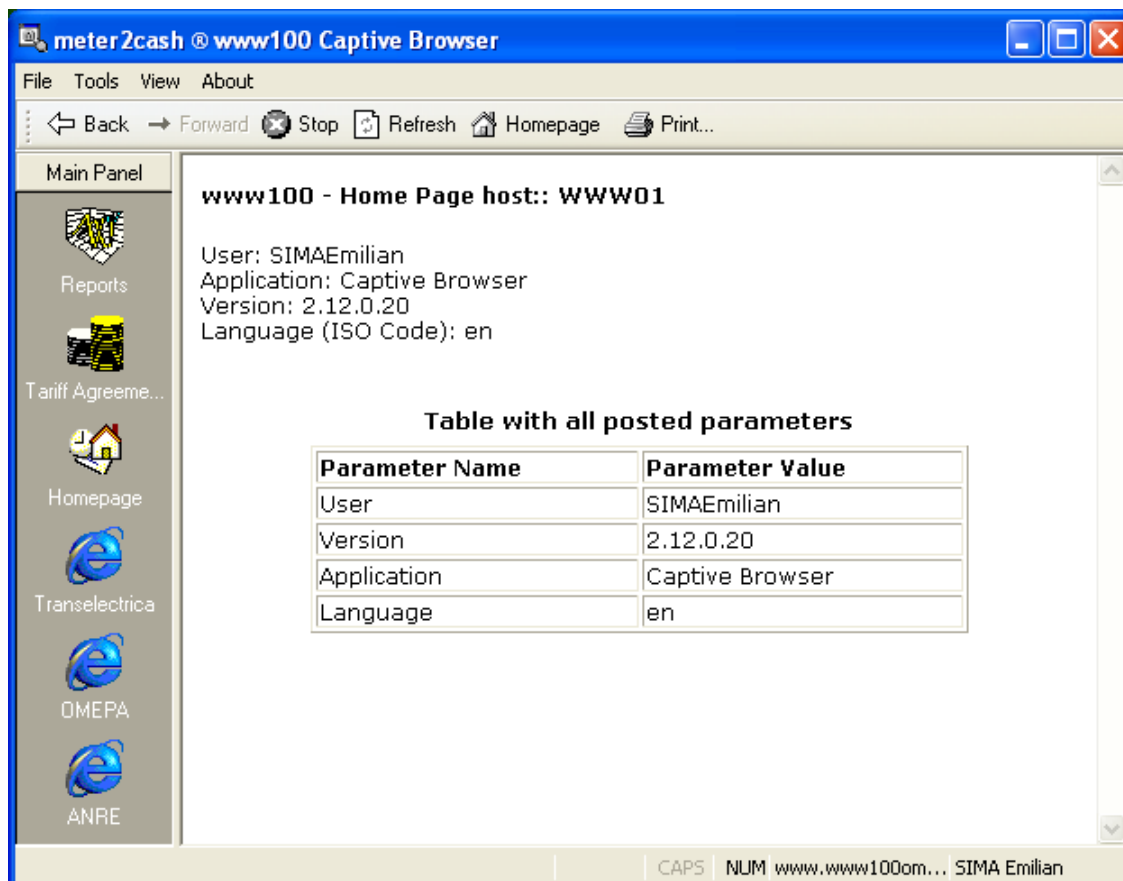 meter2cash ® www100 Captive Browser
File Tools View About
Back Forward Stop Refresh Homepage Print...
Main Panel
Reports
Tariff Agreeme...
Homepage
Transelectrica
OMEPA
ANRE
www100 - Home Page host:: WWW01
User: SIMAEmilian
Application: Captive Browser
Version: 2.12.0.20
Language (ISO Code): en
Table with all posted parameters
Parameter Name Parameter Value
User SIMAEmilian
Version 2.12.0.20
Application Captive Browser
Language en
CAPS NUM www.www100om... SIMA Emilian